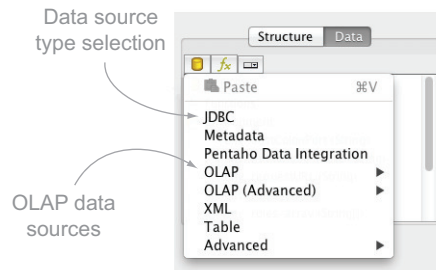 Data source
type selection
Structure
Data
fx
Paste ⌘V
JDBC
Metadata
Pentaho Data Integration
OLAP
OLAP (Advanced)
XML
Table
Advanced
OLAP data
sources